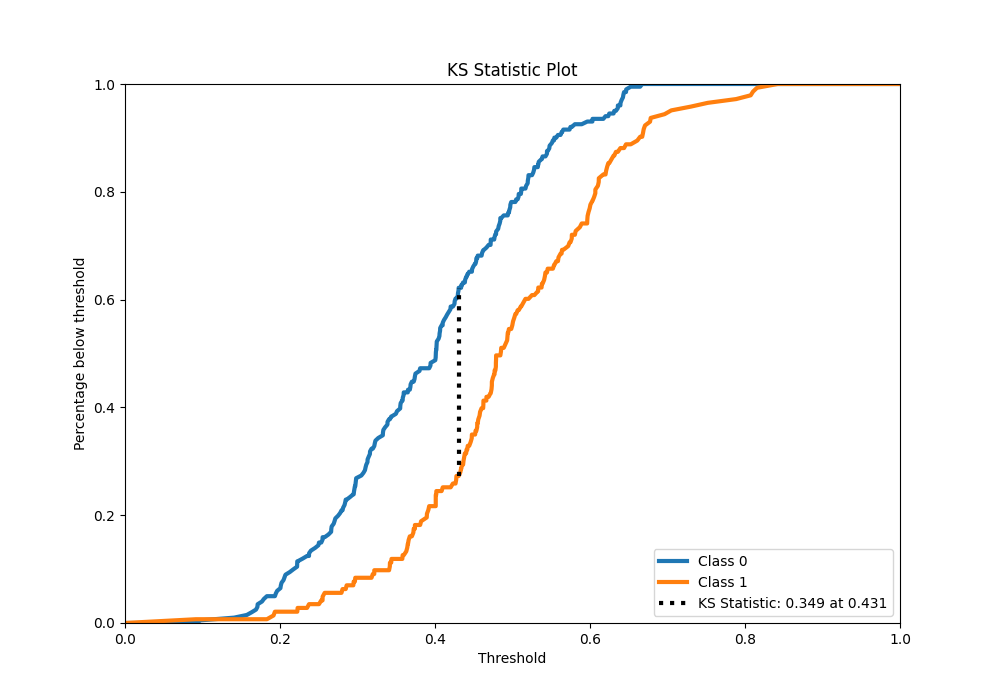 KS Statistic Plot
Percentage below threshold
1.0
0.8
0.6
0.4
0.2
0.0
0.0 0.2 0.4 0.6 0.8 1.0
Threshold
Class 0
Class 1
KS Statistic: 0.349 at 0.431